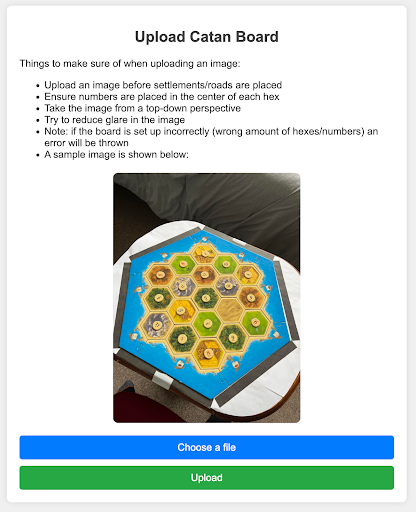 Upload Catan Board
Things to make sure of when uploading an image:
Upload an image before settlements/roads are placed
Ensure numbers are placed in the center of each hex
Take the image from a top-down perspective
Try to reduce glare in the image
Note: if the board is set up incorrectly (wrong amount of hexes/numbers) an
error will be thrown
A sample image is shown below:
Choose a file
Upload